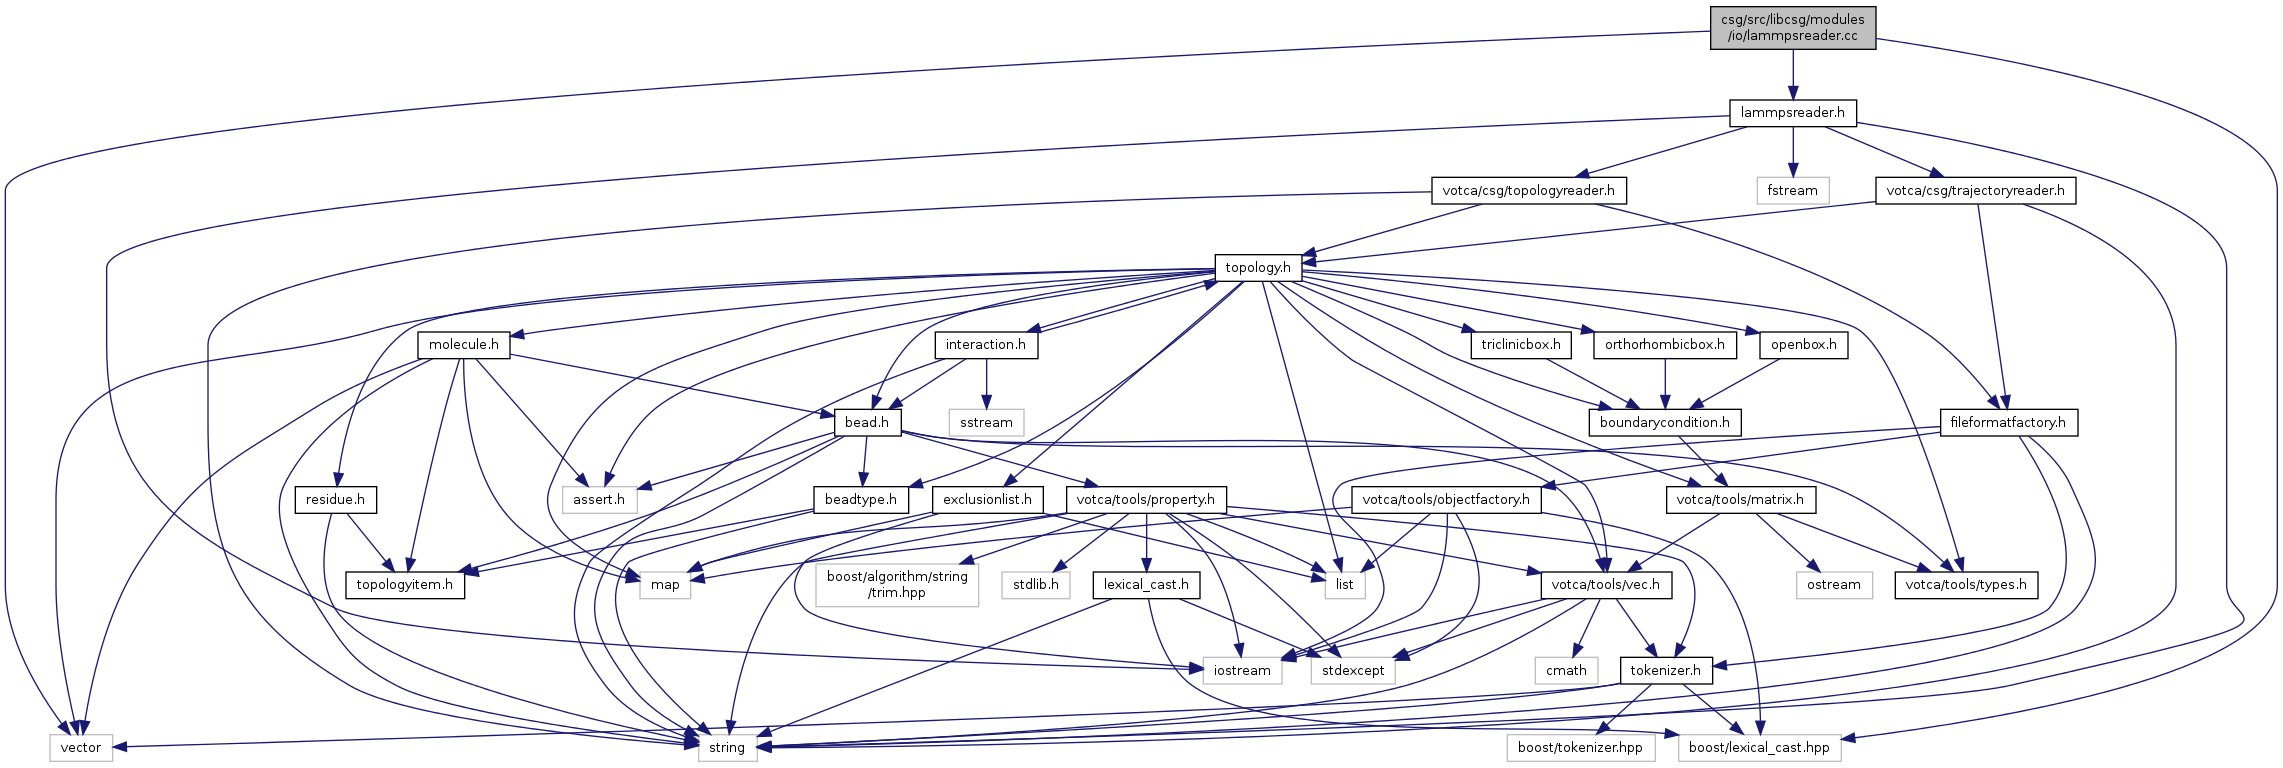 csg/src/libcsg/modules
/io/lammpsreader.cc
lammpsreader.h
votca/csg/topologyreader.h
fstream
votca/csg/trajectoryreader.h
topology.h
molecule.h
interaction.h
triclinicbox.h
orthorhombicbox.h
openbox.h
bead.h
sstream
boundarycondition.h
fileformatfactory.h
residue.h
assert.h
beadtype.h
exclusionlist.h
votca/tools/property.h
votca/tools/objectfactory.h
votca/tools/matrix.h
topologyitem.h
map
boost/algorithm/string
/trim.hpp
stdlib.h
lexical_cast.h
list
votca/tools/vec.h
ostream
votca/tools/types.h
iostream
stdexcept
cmath
tokenizer.h
vector
string
boost/tokenizer.hpp
boost/lexical_cast.hpp